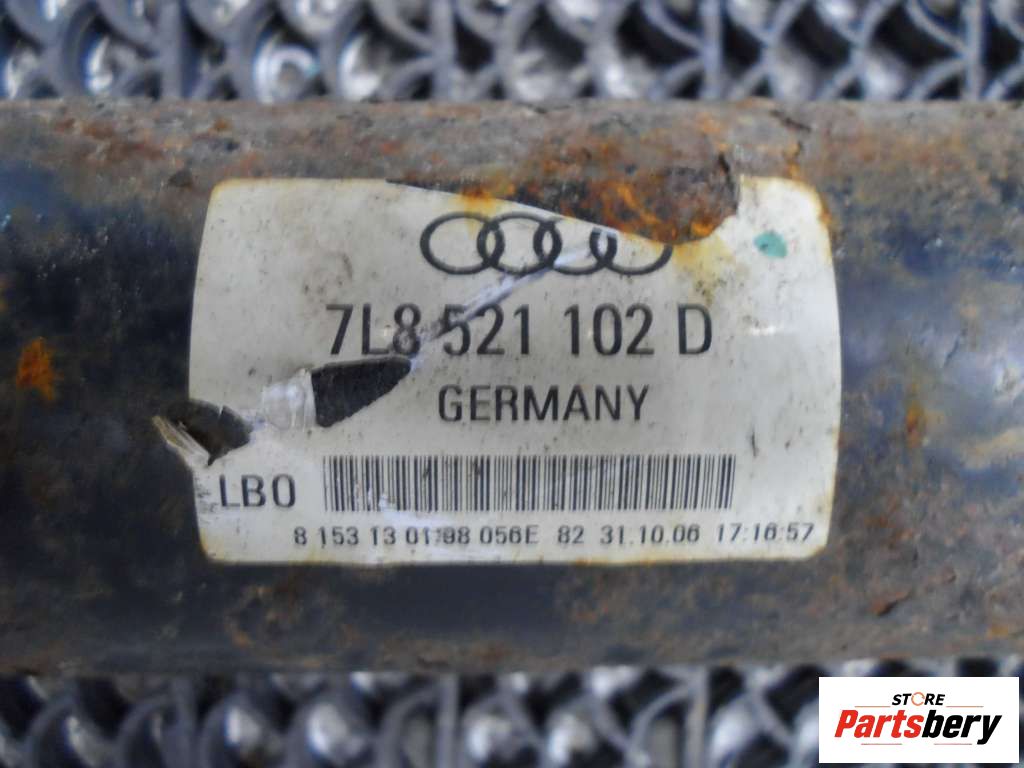 7L8 521 102 D
GERMANY
LB0
8 153 13 01 98 056E 82 31.10.06 17:16:57
STORE
Partsbery